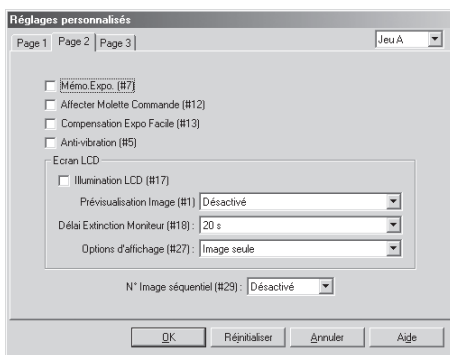 Réglages personnalisés
Page 1 Page 2 Page 3 Jeu A
Mémo.Expo. (#7)
Affecter Molette Commande (#12)
Compensation Expo Facile (#13)
Anti-vibration (#5)
Ecran LCD
Illumination LCD (#17)
Prévisualisation Image (#1) Désactivé
Délai Extinction Moniteur (#18) : 20 s
Options d'affichage (#27) : Image seule
N° Image séquentiel (#29) : Désactivé
OK Réinitialiser Annuler Aide